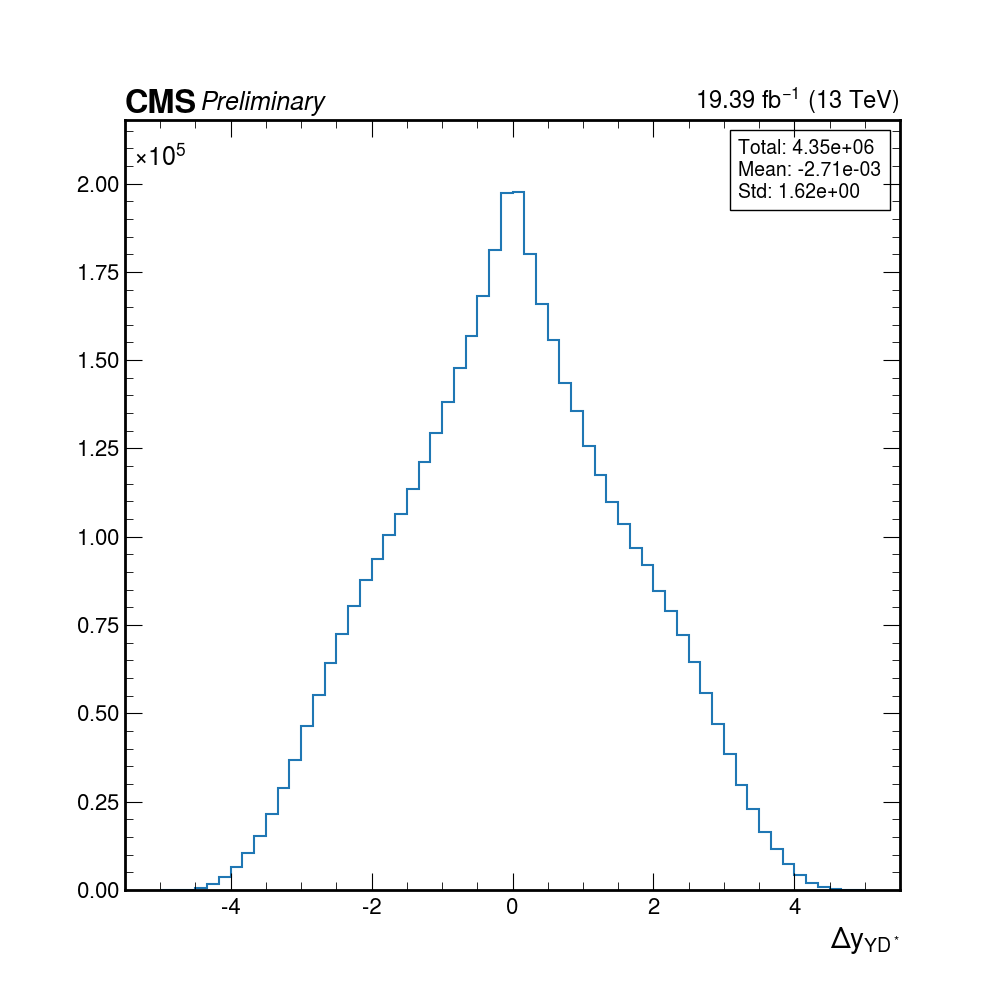 CMS Preliminary 19.39 fb⁻¹ (13 TeV)
×10⁵
Total: 4.35e+06
Mean: -2.71e-03
Std: 1.62e+00
2.00
1.75
1.50
1.25
1.00
0.75
0.50
0.25
0.00
-4 -2 0 2 4
Δy_YD*